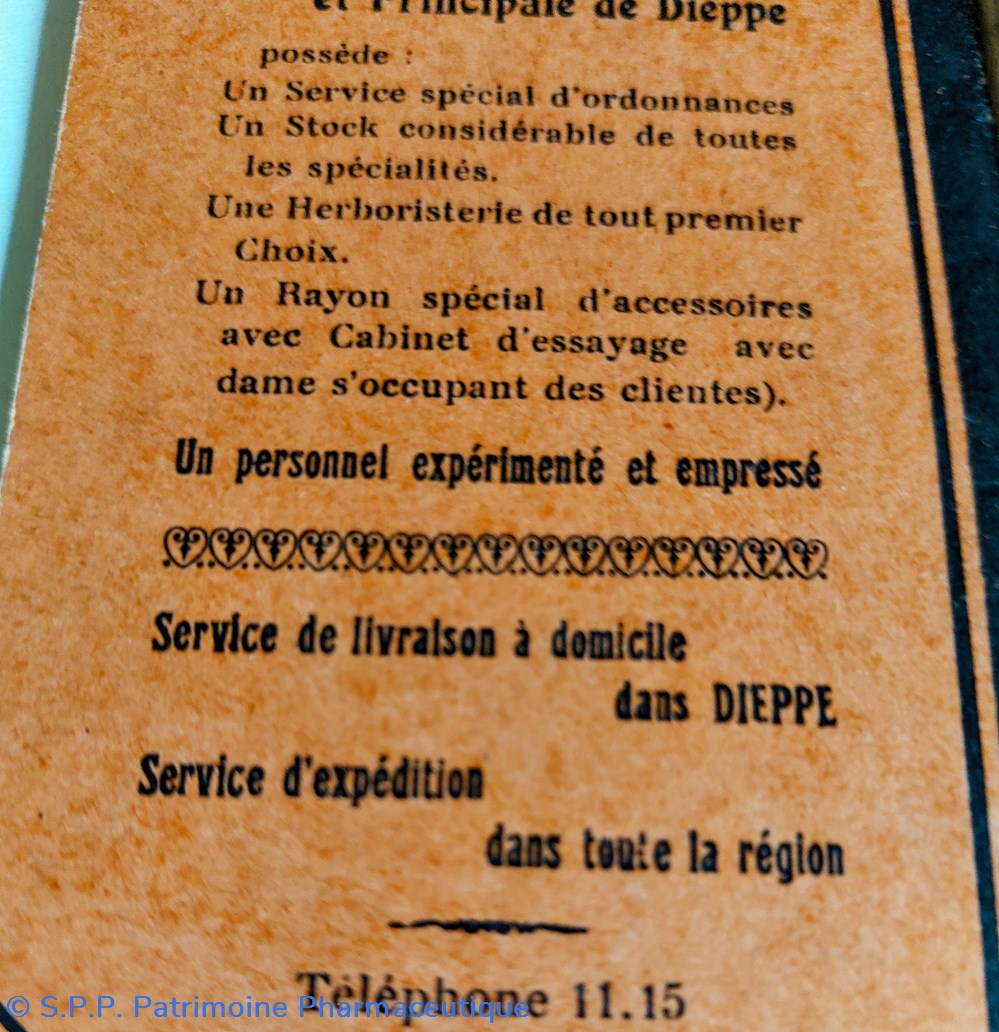 et Principale de Dieppe
possède :
Un Service spécial d'ordonnances
Un Stock considérable de toutes
les spécialités.
Une Herboristerie de tout premier
Choix.
Un Rayon spécial d'accessoires
avec Cabinet d'essayage avec
dame s'occupant des clientes).
Un personnel expérimenté et empressé
Service de livraison à domicile
dans DIEPPE
Service d'expédition
dans toute la région
Téléphone 11.15
© S.P.P. Patrimoine Pharmaceutique